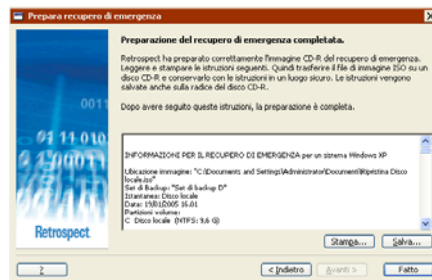 Prepara recupero di emergenza
Preparazione del recupero di emergenza completata.
Retrospect ha preparato correttamente l'immagine CD-R del recupero di emergenza.
Leggere e stampare le istruzioni seguenti. Quindi trasferire il file di immagine ISO su un
disco CD-R e conservarlo con le istruzioni in un luogo sicuro. Le istruzioni vengono
salvate anche sulla radice del disco CD-R.
Dopo avere seguito queste istruzioni, la preparazione è completa.
INFORMAZIONI PER IL RECUPERO DI EMERGENZA per un sistema Windows XP
Ubicazione immagine: "C:\Documents and Settings\Administrator\Documenti\Ripristina Disco
locale.iso"
Set di Backup: "Set di backup D"
Istantanea: Disco locale
Data: 19/01/2005 16.01
Partizioni volume:
C Disco locale (NTFS: 9,6 G)
Retrospect
Stampa... Salva...
? < Indietro Avanti > Fatto